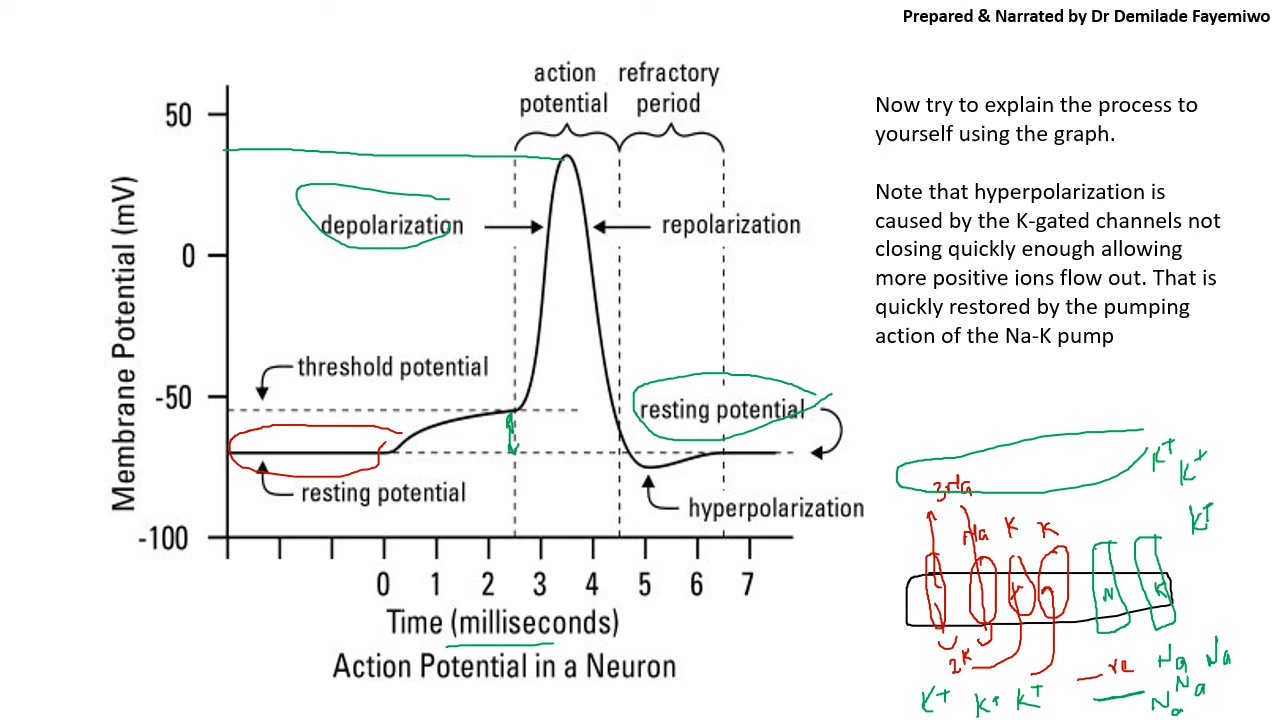 Prepared & Narrated by Dr Demilade Fayemiwo
action potential
refractory period
50
0
-50
-100
Membrane Potential (mV)
depolarization
repolarization
threshold potential
resting potential
resting potential
hyperpolarization
0 1 2 3 4 5 6 7
Time (milliseconds)
Action Potential in a Neuron
Now try to explain the process to
yourself using the graph.
Note that hyperpolarization is
caused by the K-gated channels not
closing quickly enough allowing
more positive ions flow out. That is
quickly restored by the pumping
action of the Na-K pump
K+ K+
K+
3Na
Na K K
N K
2K
K+ K+ K+
Na Na
Na
Na